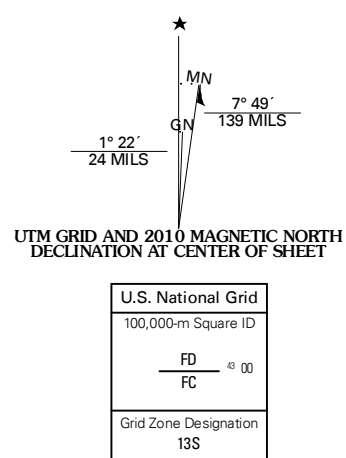 ★
MN
7° 49´
139 MILS
GN
1° 22´
24 MILS
UTM GRID AND 2010 MAGNETIC NORTH
DECLINATION AT CENTER OF SHEET
U.S. National Grid
100,000-m Square ID
FD
43 00
FC
Grid Zone Designation
13S